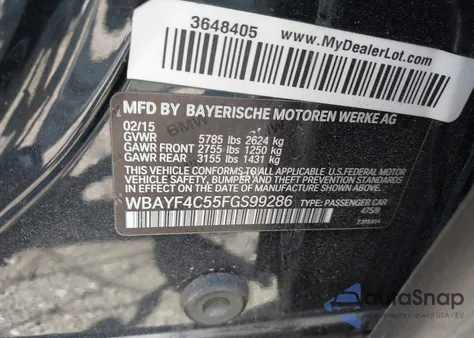 3648405
www.MyDealerLot.com
MFD BY BAYERISCHE MOTOREN WERKE AG
02/15
GVWR 5785 lbs 2624 kg
GAWR FRONT 2755 lbs 1250 kg
GAWR REAR 3155 lbs 1431 kg
THIS VEHICLE CONFORMS TO ALL APPLICABLE U.S. FEDERAL MOTOR
VEHICLE SAFETY, BUMPER AND THEFT PREVENTION STANDARDS
IN EFFECT ON THE DATE OF MANUFACTURE SHOWN ABOVE.
WBAYF4C55FGS99286 TYPE: PASSENGER CAR
475/9
autoSnap